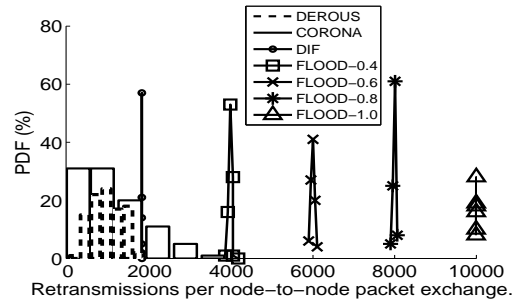 DEROUS
CORONA
DIF
FLOOD−0.4
FLOOD−0.6
FLOOD−0.8
FLOOD−1.0
80
60
40
20
0
PDF (%)
0 2000 4000 6000 8000 10000
Retransmissions per node−to−node packet exchange.